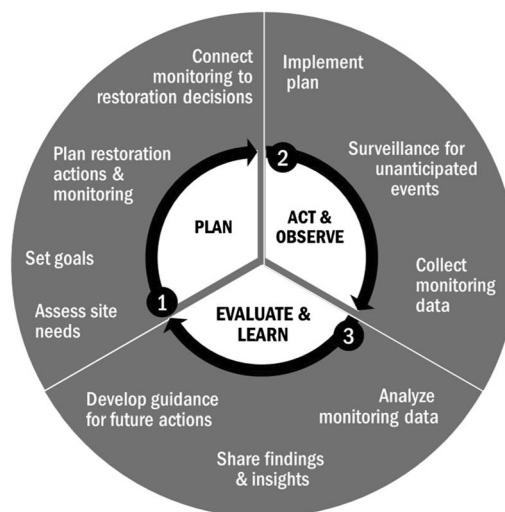 Connect
monitoring to
restoration decisions
Plan restoration
actions &
monitoring
Set goals
Assess site
needs
1
PLAN
Implement
plan
Surveillance for
unanticipated
events
Collect
monitoring
data
2
ACT &
OBSERVE
EVALUATE &
LEARN
3
Analyze
monitoring data
Share findings
& insights
Develop guidance
for future actions